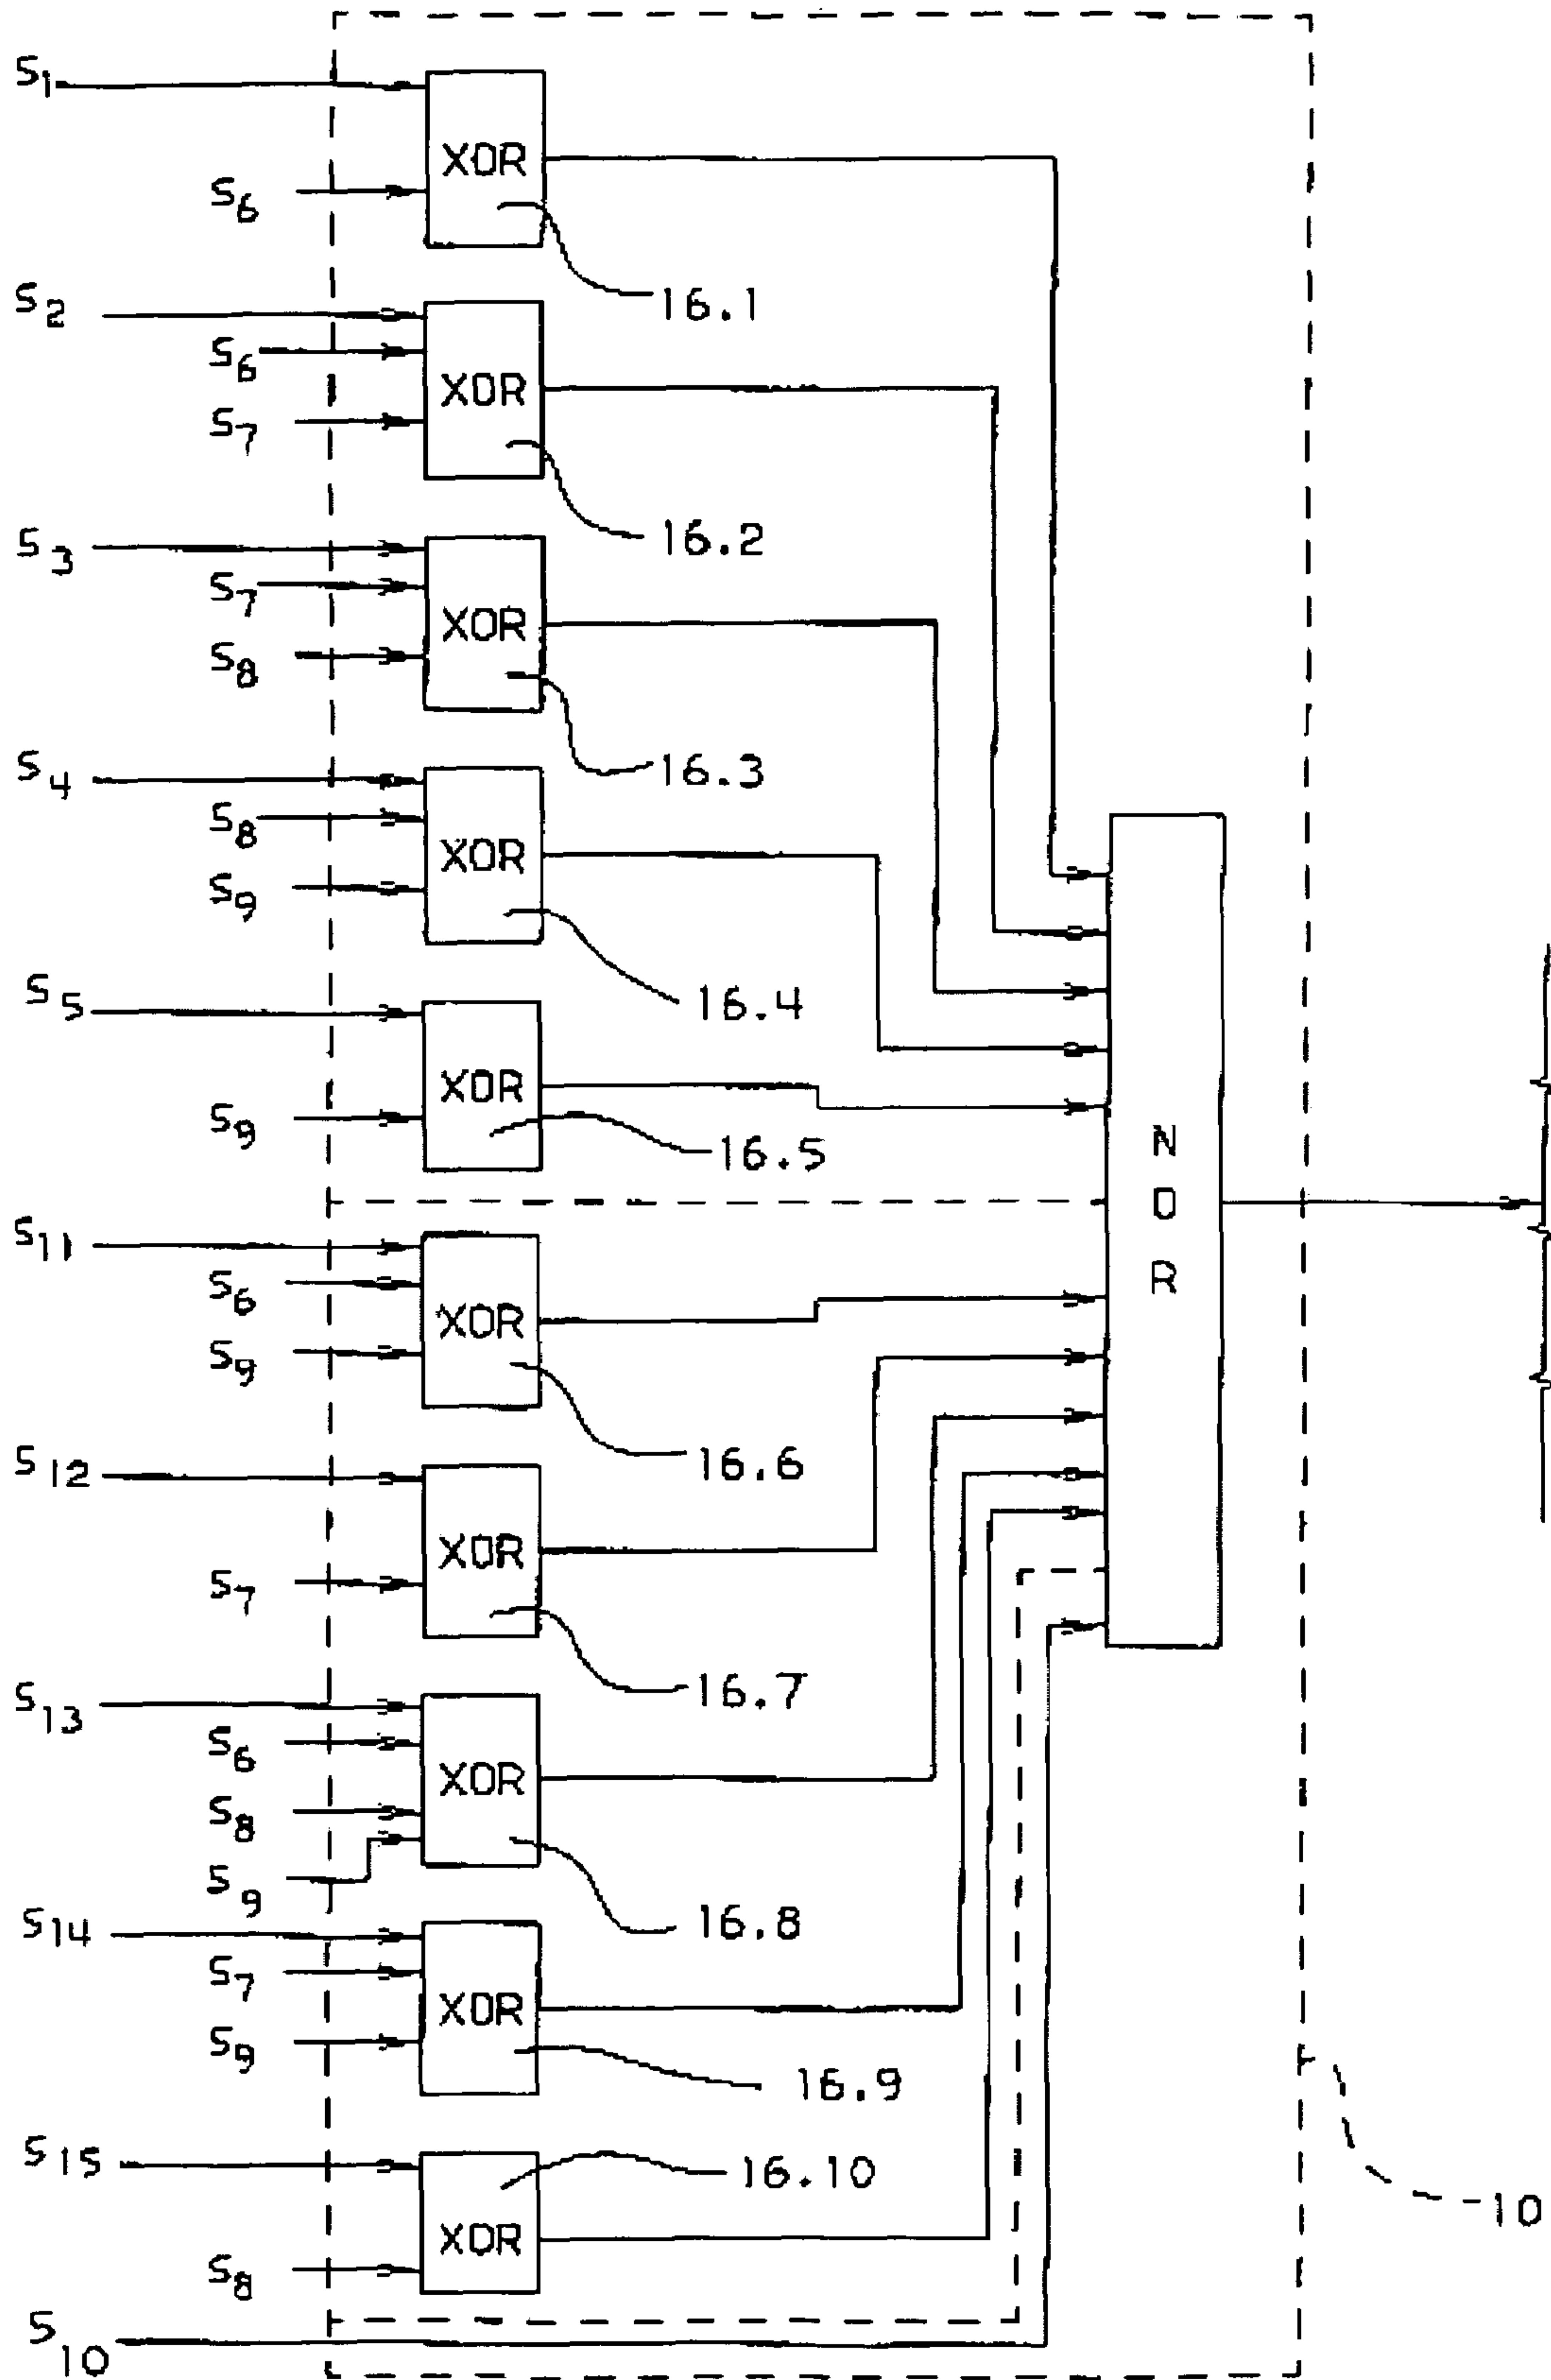 S1
XOR
S6
16.1
S2
S6
XOR
S7
16.2
S3
S7
XOR
S8
16.3
S4
S8
XOR
S9
16.4
S5
XOR
S9
16.5
NOR
S11
S6
XOR
S9
16.6
S12
XOR
S7
16.7
S13
S6
XOR
S8
S9
16.8
S14
S7
XOR
S9
16.9
S15
16.10
XOR
S8
10
S10